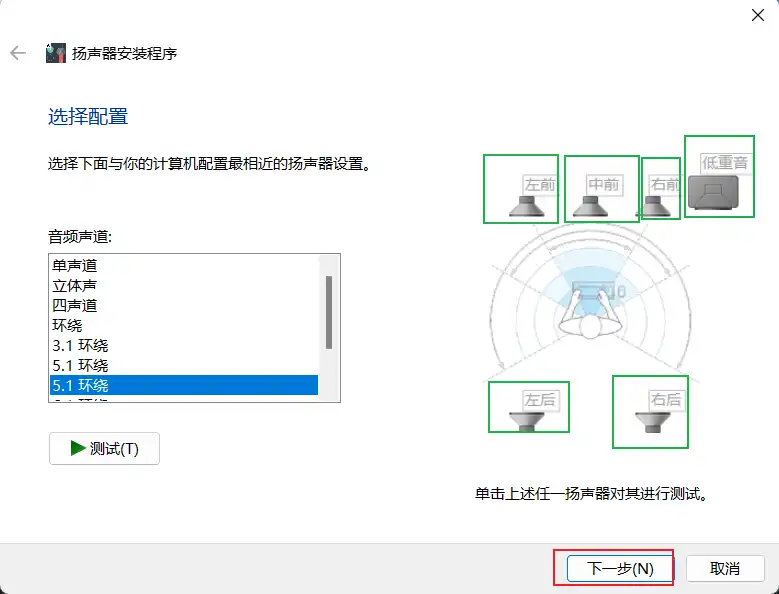 扬声器安装程序
选择配置
选择下面与你的计算机配置最相近的扬声器设置。
音频声道:
单声道
立体声
四声道
环绕
3.1 环绕
5.1 环绕
5.1 环绕
测试(T)
左前
中前
右前
低重音
左后
右后
单击上述任一扬声器对其进行测试。
下一步(N)
取消